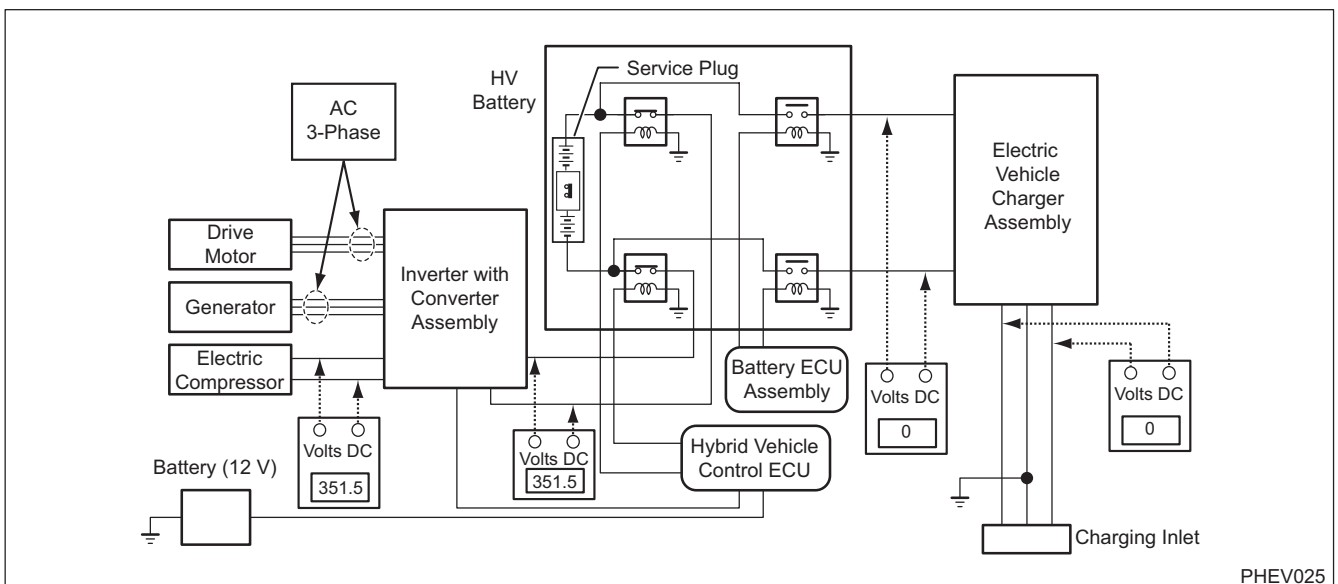 Service Plug
HV
Battery
AC
3-Phase
Electric
Vehicle
Charger
Assembly
Drive
Motor
Inverter with
Converter
Assembly
Generator
Electric
Compressor
Battery ECU
Assembly
Volts DC
0
Volts DC
0
Hybrid Vehicle
Control ECU
Volts DC
351.5
Volts DC
351.5
Battery (12 V)
Charging Inlet
PHEV025